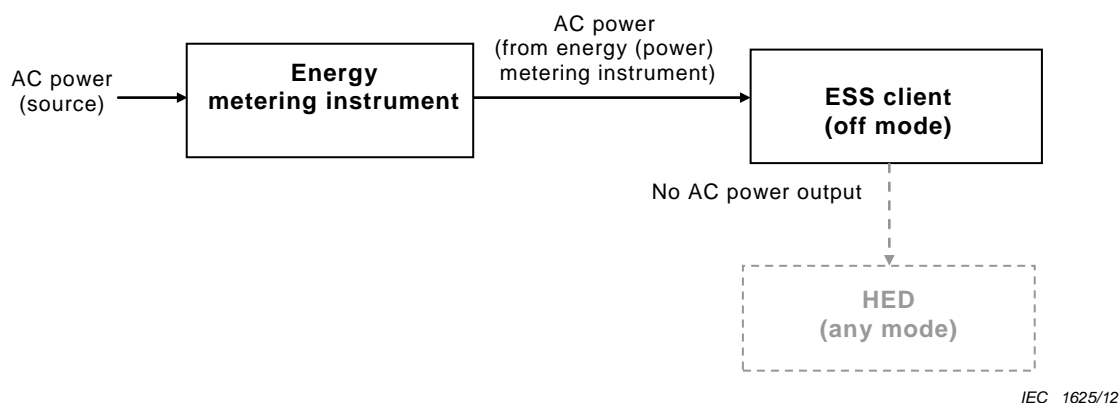 AC power
(source)
Energy
metering instrument
AC power
(from energy (power)
metering instrument)
ESS client
(off mode)
No AC power output
HED
(any mode)
IEC 1625/12